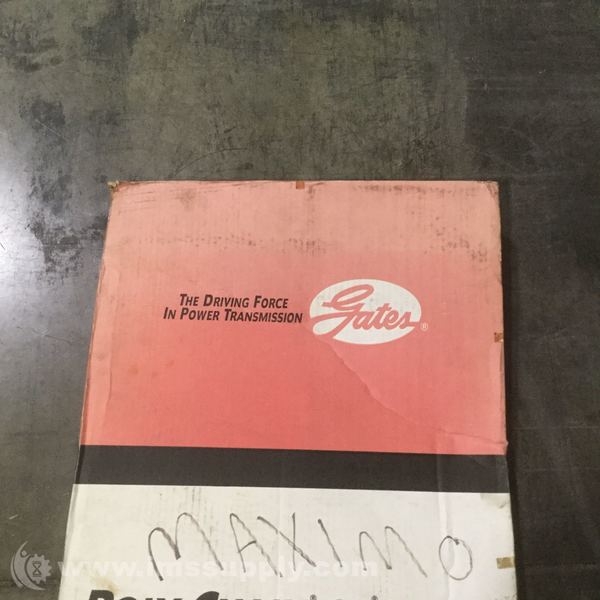 THE DRIVING FORCE
IN POWER TRANSMISSION
Gates®
MAXIMO
www.imssupply.com